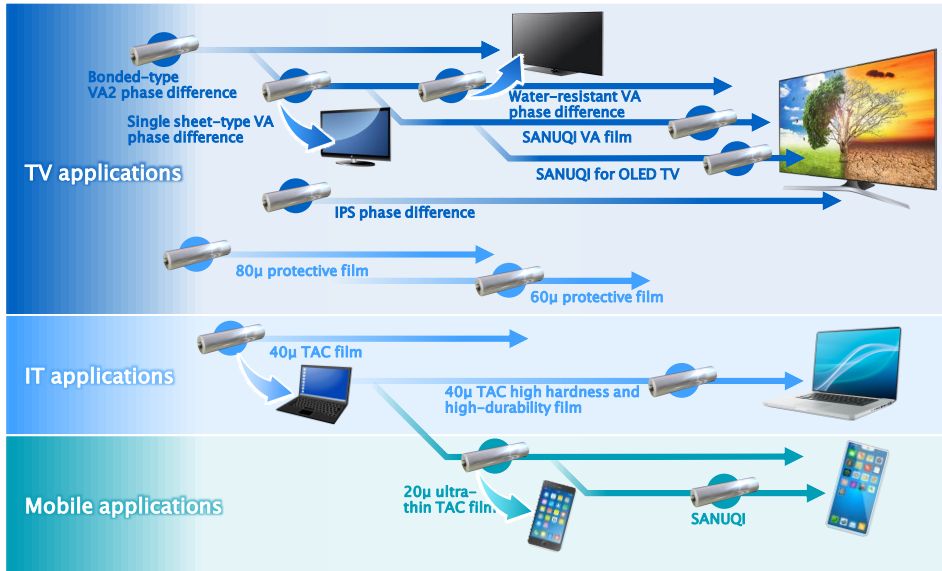 Bonded-type
VA2 phase difference
Single sheet-type VA
phase difference
Water-resistant VA
phase difference
SANUQI VA film
SANUQI for OLED TV
TV applications
IPS phase difference
80μ protective film
60μ protective film
40μ TAC film
IT applications
40μ TAC high hardness and
high-durability film
20μ ultra-
thin TAC film
Mobile applications
SANUQI